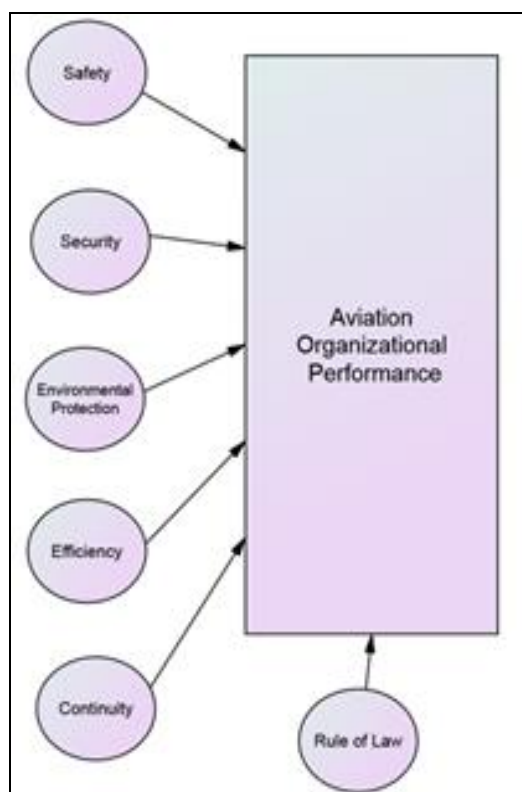 Safety
Security
Environmental
Protection
Efficiency
Continuity
Aviation
Organizational
Performance
Rule of Law